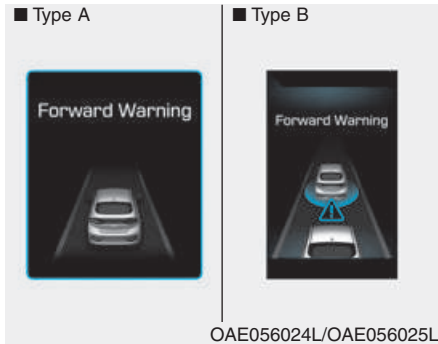 ■ Type A
■ Type B
Forward Warning
Forward Warning
OAE056024L/OAE056025L